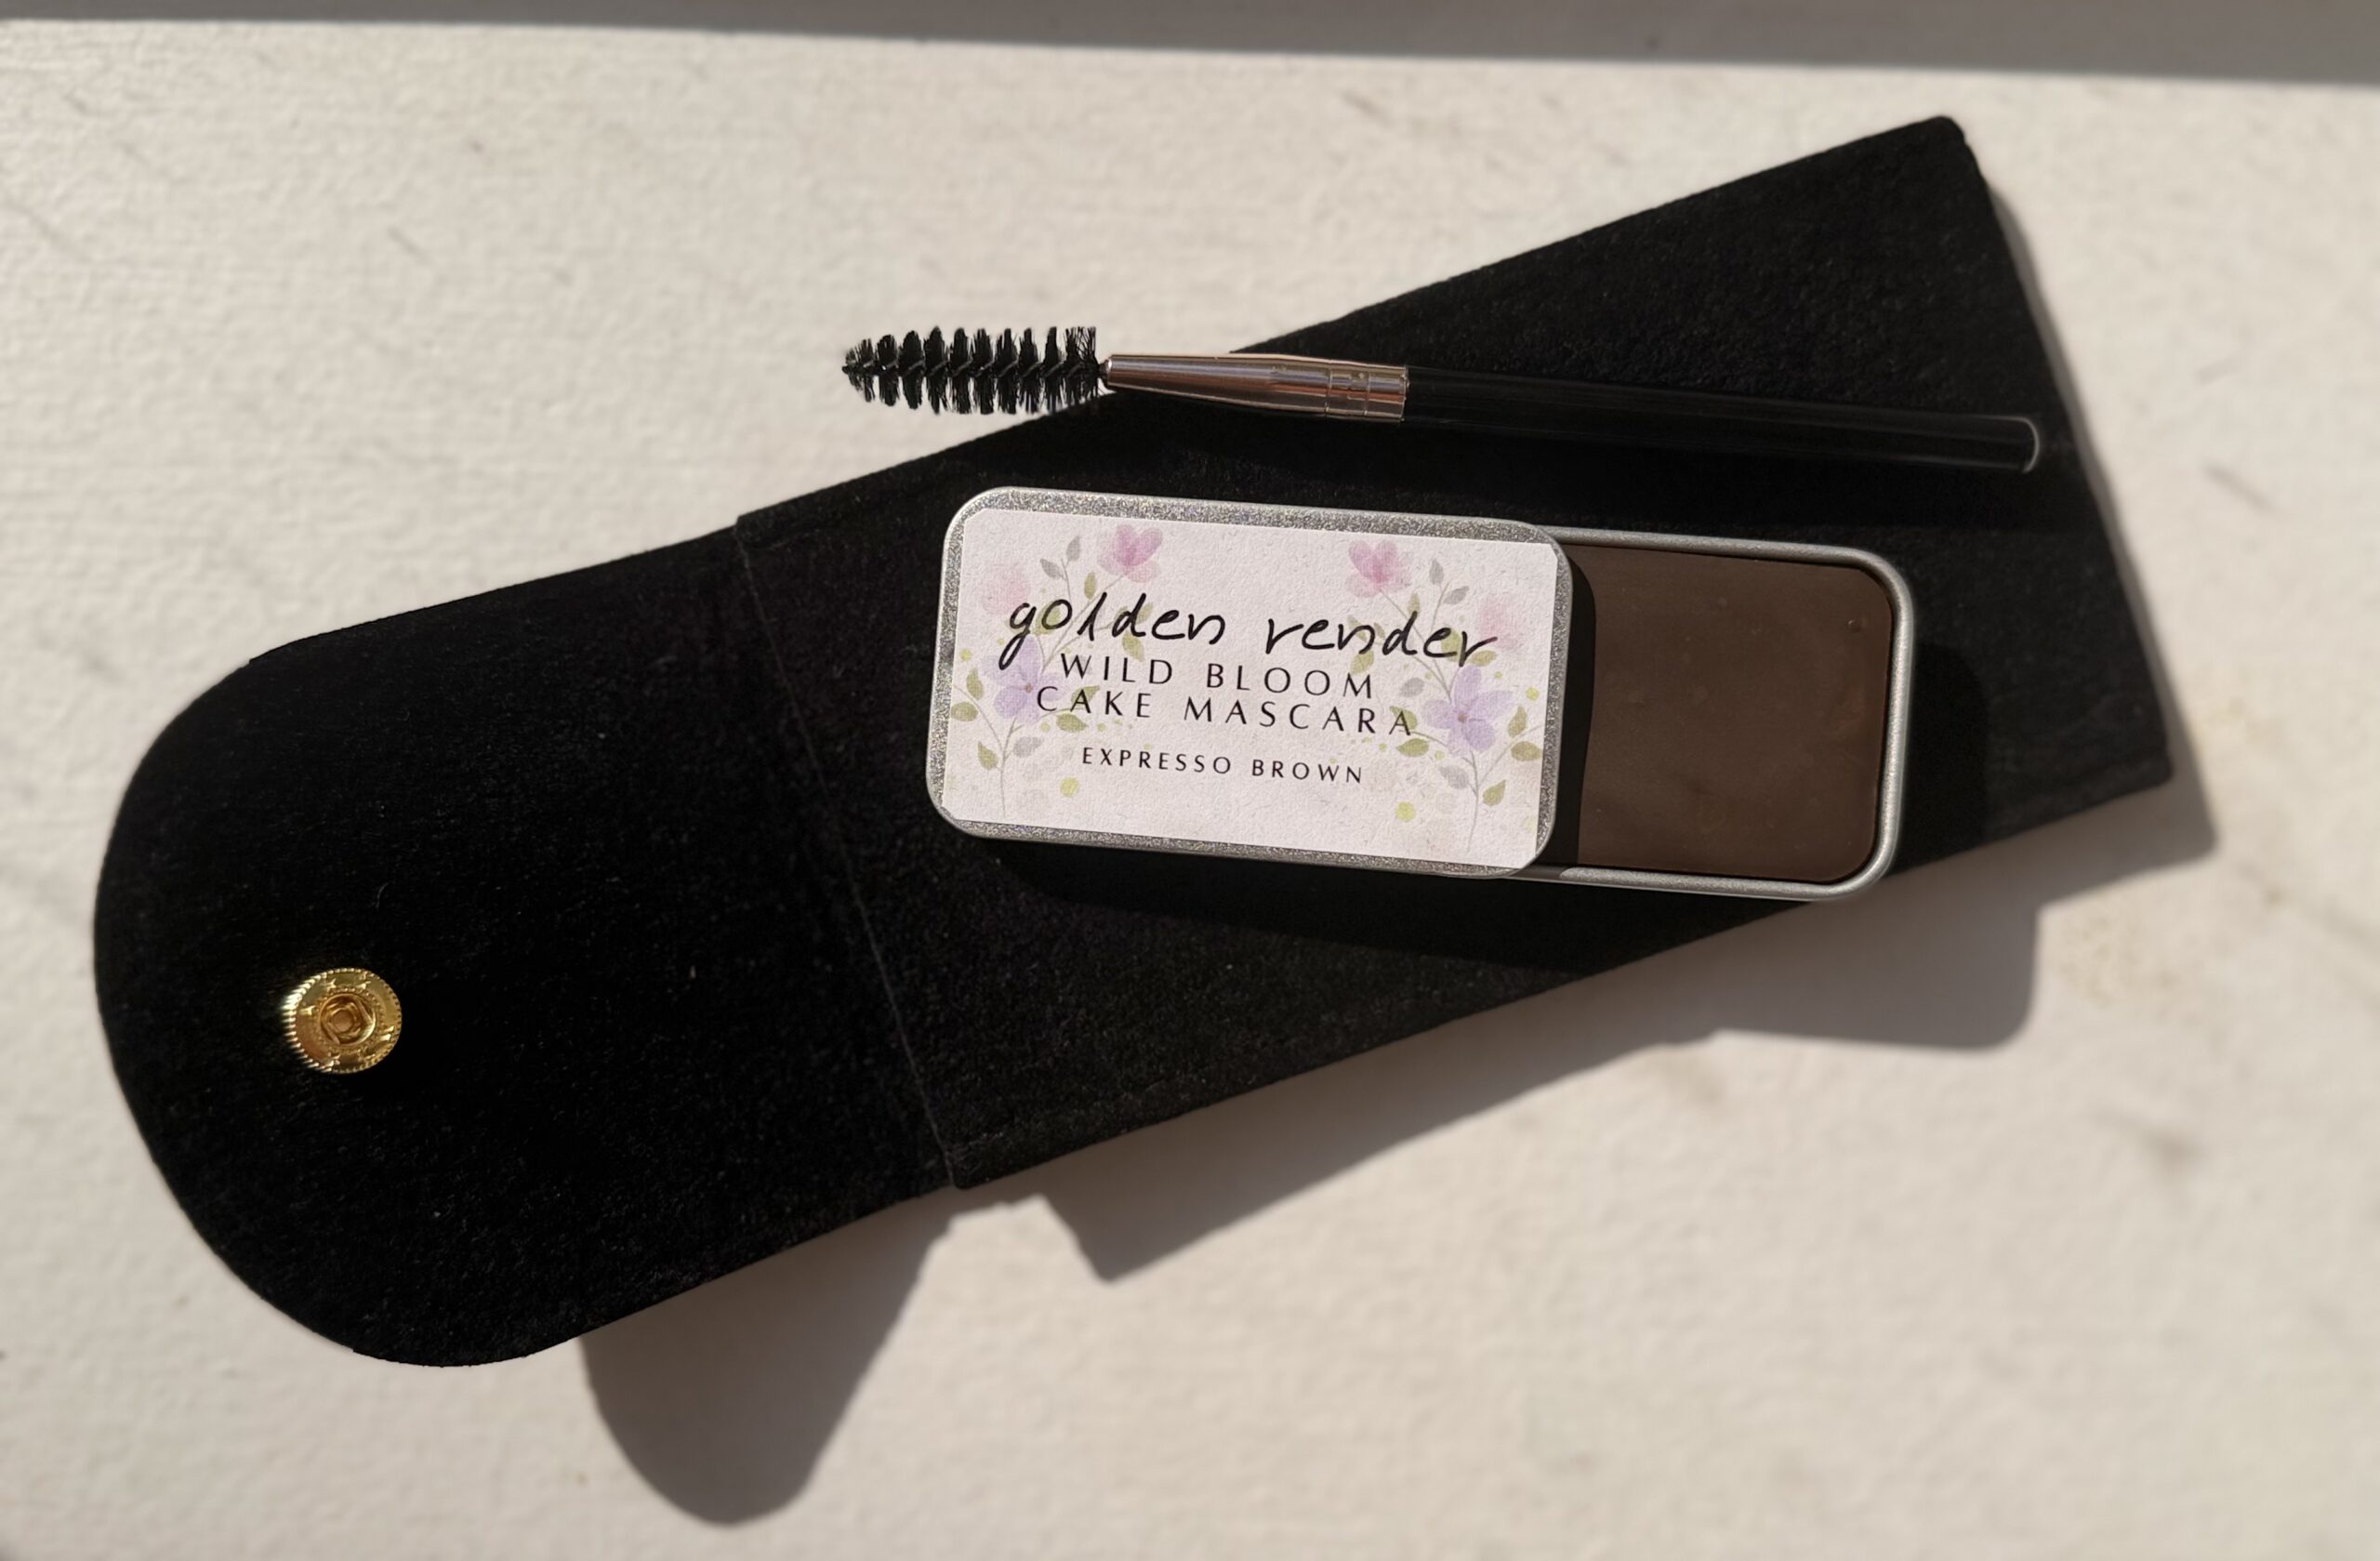 golden render
WILD BLOOM
CAKE MASCARA
EXPRESSO BROWN